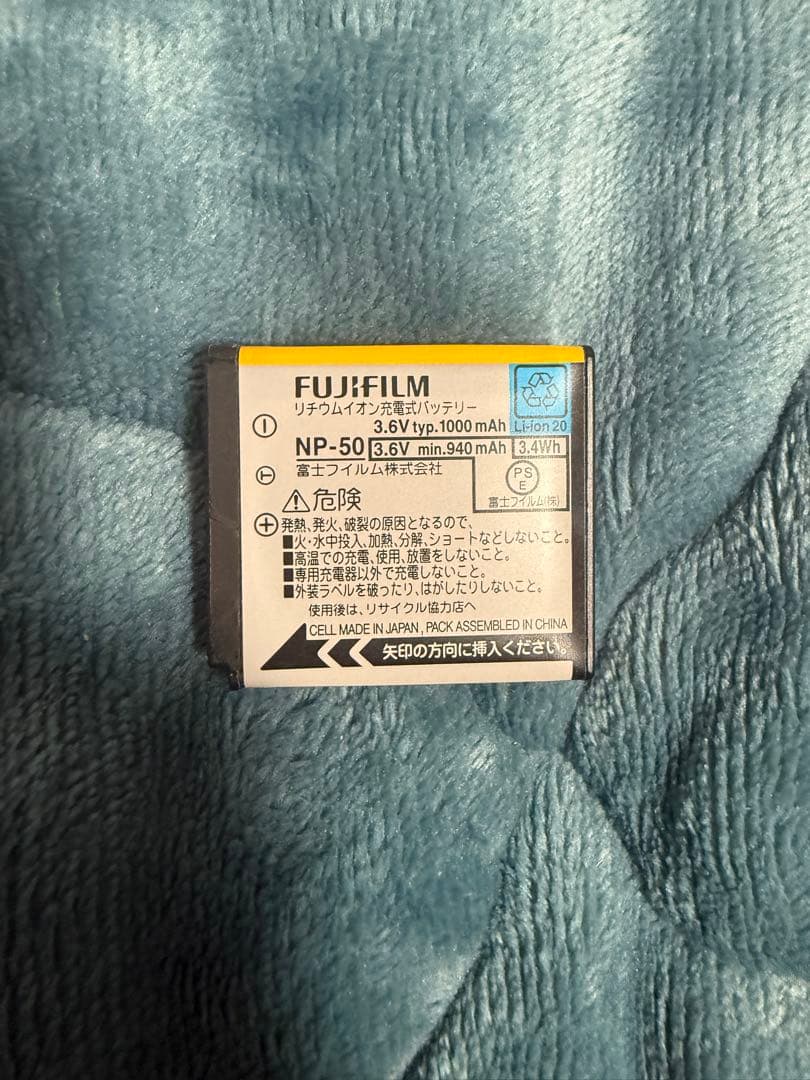 FUJIFILM
リチウムイオン充電式バッテリー
3.6V typ.1000mAh
Li-ion 20
NP-50 3.6V min.940mAh 3.4Wh
富士フイルム株式会社
PS
E
富士フイルム(株)
⚠危険
発熱、発火、破裂の原因となるので、
■火・水中投入、加熱、分解、ショートなどしないこと。
■高温での充電、使用、放置をしないこと。
■専用充電器以外で充電しないこと。
■外装ラベルを破ったり、はがしたりしないこと。
使用後は、リサイクル協力店へ
CELL MADE IN JAPAN , PACK ASSEMBLED IN CHINA
矢印の方向に挿入ください。